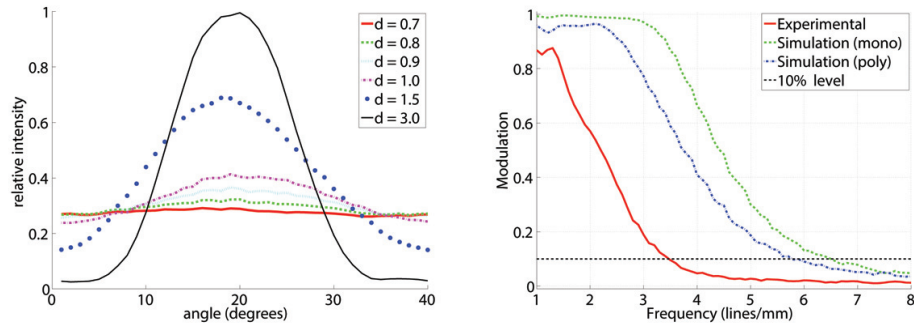 1
0.8
0.6
0.4
0.2
0
0
10
20
30
40
relative intensity
angle (degrees)
d = 0.7
d = 0.8
d = 0.9
d = 1.0
d = 1.5
d = 3.0
1
0.8
0.6
0.4
0.2
0
1
2
3
4
5
6
7
8
Modulation
Frequency (lines/mm)
Experimental
Simulation (mono)
Simulation (poly)
10% level